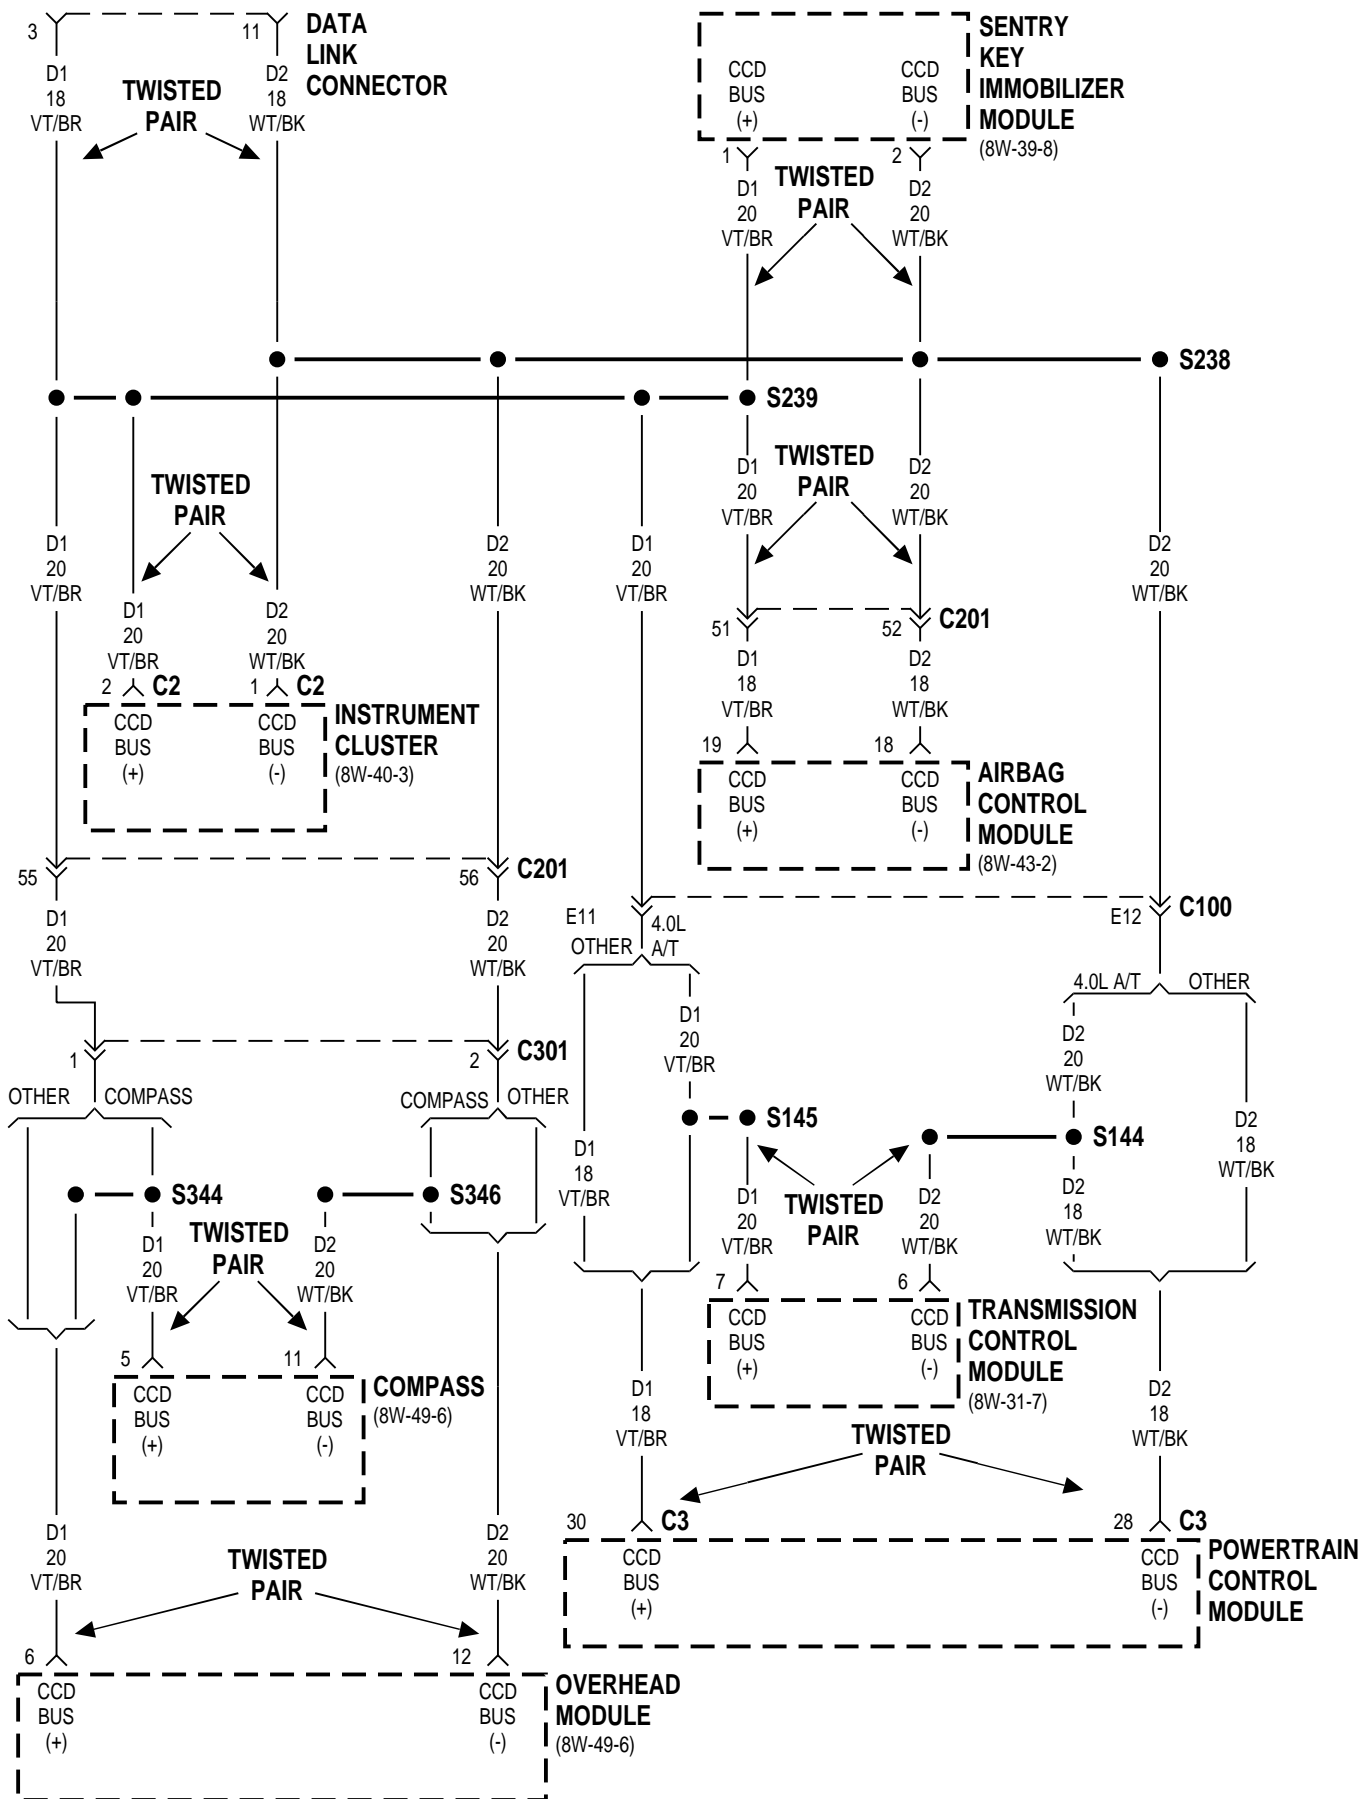 3
11
DATA
LINK
CONNECTOR
D1
18
VT/BR
TWISTED
PAIR
D2
18
WT/BK
CCD
BUS
(+)
CCD
BUS
(-)
SENTRY
KEY
IMMOBILIZER
MODULE
(8W-39-8)
1
2
D1
20
VT/BR
TWISTED
PAIR
D2
20
WT/BK
S238
S239
TWISTED
PAIR
D1
20
VT/BR
TWISTED
PAIR
D2
20
WT/BK
D1
20
VT/BR
D2
20
WT/BK
D1
20
VT/BR
D2
20
WT/BK
D1
20
VT/BR
D2
20
WT/BK
2
C2
1
C2
CCD
BUS
(+)
CCD
BUS
(-)
INSTRUMENT
CLUSTER
(8W-40-3)
51
52
C201
D1
18
VT/BR
D2
18
WT/BK
19
18
CCD
BUS
(+)
CCD
BUS
(-)
AIRBAG
CONTROL
MODULE
(8W-43-2)
55
56
C201
D1
20
VT/BR
D2
20
WT/BK
E11
4.0L
A/T
OTHER
E12
C100
4.0L A/T
OTHER
D1
20
VT/BR
D2
20
WT/BK
1
2
C301
OTHER
COMPASS
COMPASS
OTHER
S145
S144
D1
18
VT/BR
D2
18
WT/BK
S344
S346
D1
20
VT/BR
TWISTED
PAIR
D2
20
WT/BK
D1
20
VT/BR
TWISTED
PAIR
D2
20
WT/BK
D2
18
WT/BK
7
6
CCD
BUS
(+)
CCD
BUS
(-)
TRANSMISSION
CONTROL
MODULE
(8W-31-7)
5
11
CCD
BUS
(+)
CCD
BUS
(-)
COMPASS
(8W-49-6)
D1
18
VT/BR
TWISTED
PAIR
D2
18
WT/BK
30
C3
28
C3
CCD
BUS
(+)
CCD
BUS
(-)
POWERTRAIN
CONTROL
MODULE
D1
20
VT/BR
TWISTED
PAIR
D2
20
WT/BK
6
12
CCD
BUS
(+)
CCD
BUS
(-)
OVERHEAD
MODULE
(8W-49-6)